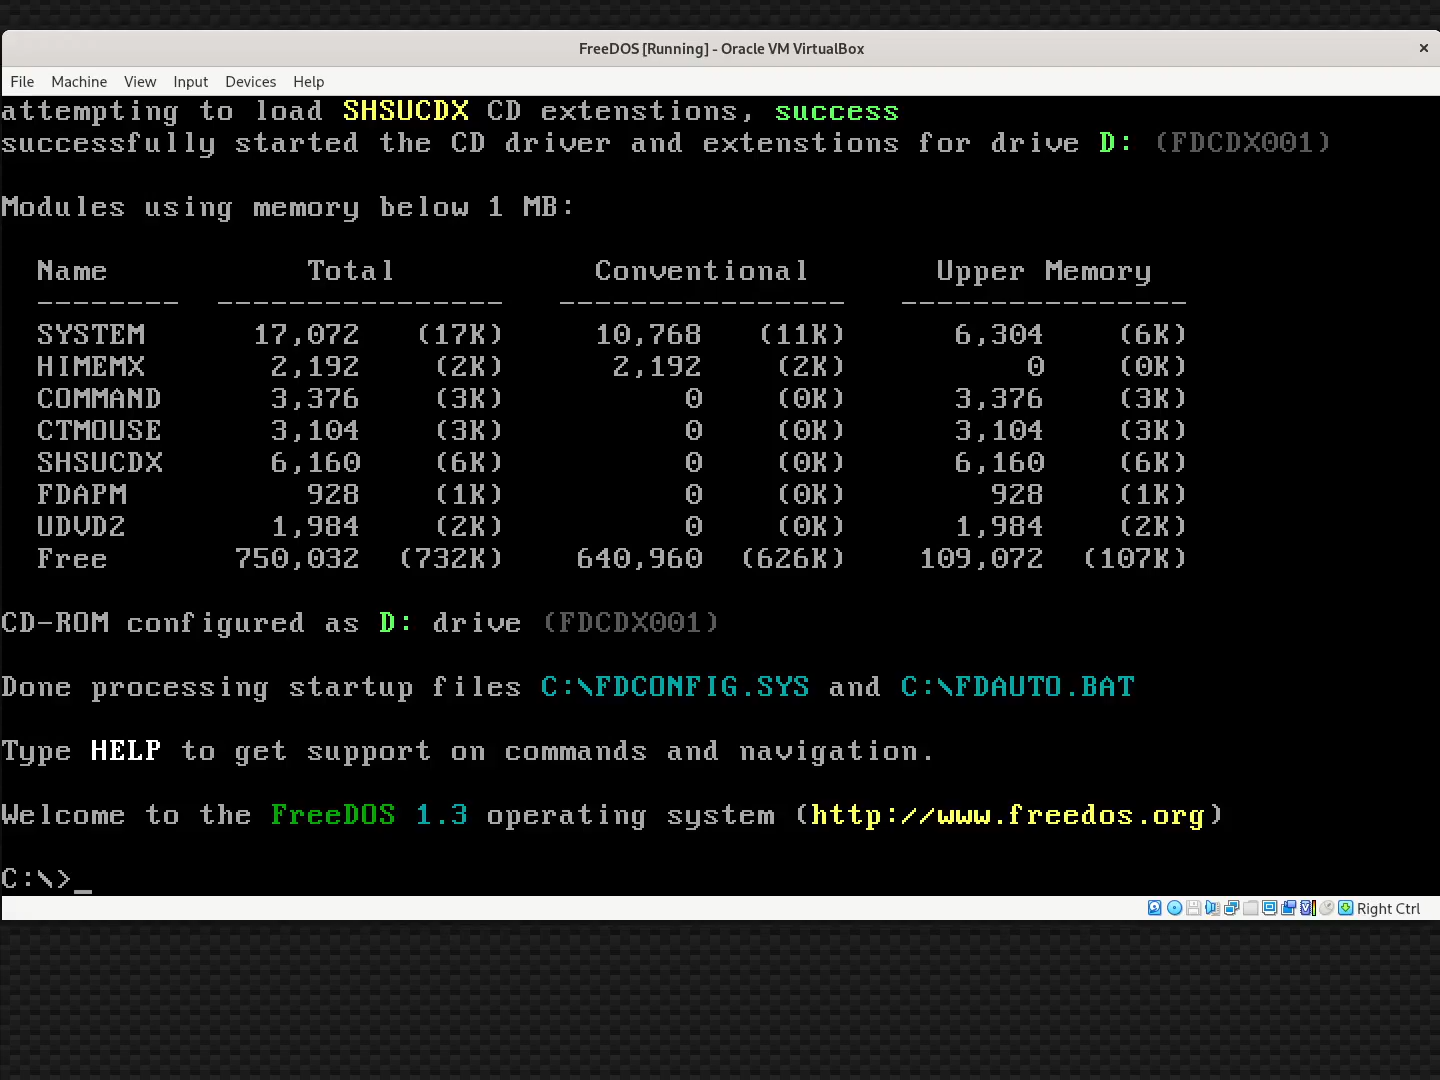 FreeDOS [Running] - Oracle VM VirtualBox
File Machine View Input Devices Help
attempting to load SHSUCDX CD extenstions, success
successfully started the CD driver and extenstions for drive D: (FDCDX001)
Modules using memory below 1 MB:
Name Total Conventional Upper Memory
-------- ---------------- ---------------- ----------------
SYSTEM 17,072 (17K) 10,768 (11K) 6,304 (6K)
HIMEMX 2,192 (2K) 2,192 (2K) 0 (0K)
COMMAND 3,376 (3K) 0 (0K) 3,376 (3K)
CTMOUSE 3,104 (3K) 0 (0K) 3,104 (3K)
SHSUCDX 6,160 (6K) 0 (0K) 6,160 (6K)
FDAPM 928 (1K) 0 (0K) 928 (1K)
UDVD2 1,984 (2K) 0 (0K) 1,984 (2K)
Free 750,032 (732K) 640,960 (626K) 109,072 (107K)
CD-ROM configured as D: drive (FDCDX001)
Done processing startup files C:\FDCONFIG.SYS and C:\FDAUTO.BAT
Type HELP to get support on commands and navigation.
Welcome to the FreeDOS 1.3 operating system (http://www.freedos.org)
C:\>_
Right Ctrl